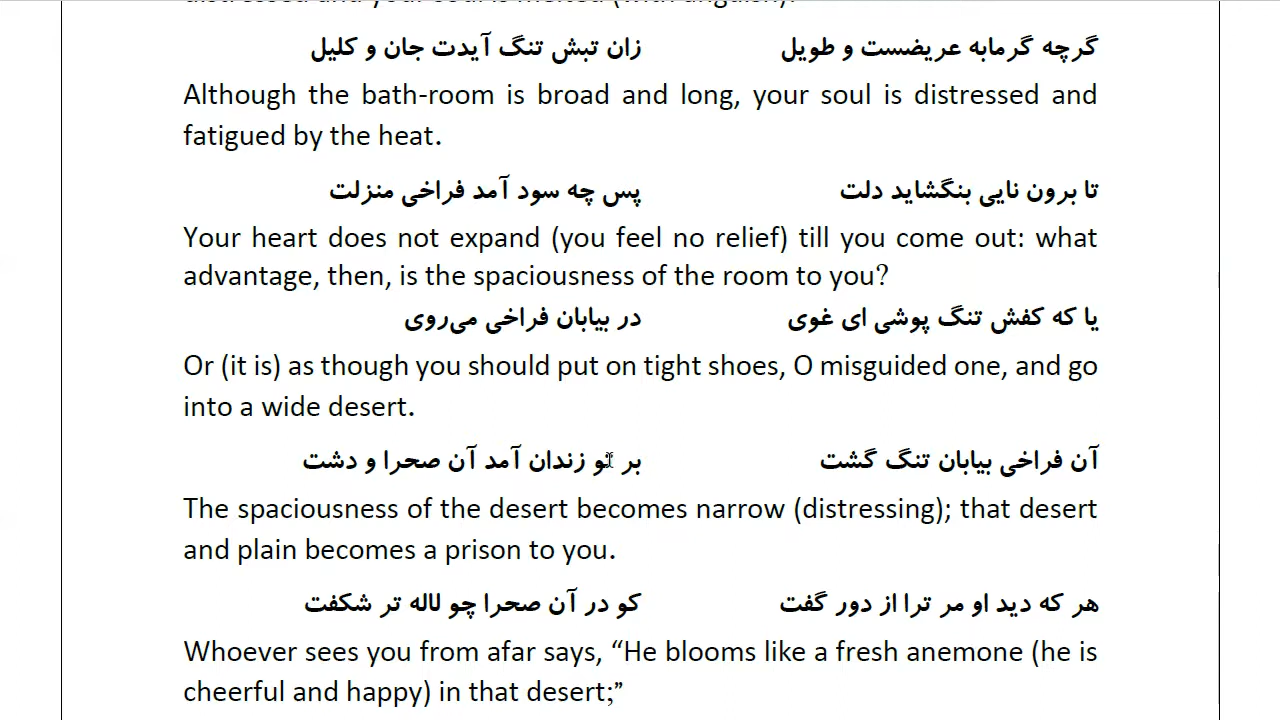 distressed and your soul is melted (with anguish).
گرچه گرمابه عریضست و طویل زان تبش تنگ آیدت جان و کلیل
Although the bath-room is broad and long, your soul is distressed and
fatigued by the heat.
تا برون نایی بنگشاید دلت پس چه سود آمد فراخی منزلت
Your heart does not expand (you feel no relief) till you come out: what
advantage, then, is the spaciousness of the room to you?
یا که کفش تنگ پوشی ای غوی در بیابان فراخی می‌روی
Or (it is) as though you should put on tight shoes, O misguided one, and go
into a wide desert.
آن فراخی بیابان تنگ گشت بر تو زندان آمد آن صحرا و دشت
The spaciousness of the desert becomes narrow (distressing); that desert
and plain becomes a prison to you.
هر که دید او مر ترا از دور گفت کو در آن صحرا چو لاله تر شکفت
Whoever sees you from afar says, “He blooms like a fresh anemone (he is
cheerful and happy) in that desert;”